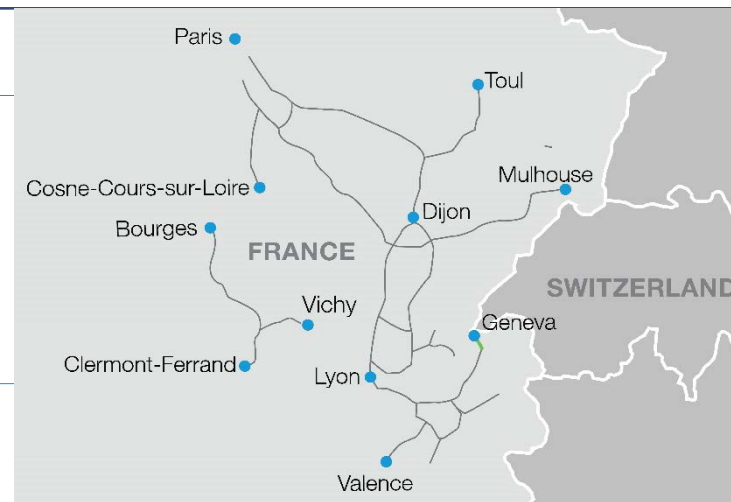 Paris
Toul
Mulhouse
Cosne-Cours-sur-Loire
Dijon
Bourges
FRANCE
SWITZERLAND
Vichy
Geneva
Clermont-Ferrand
Lyon
Valence